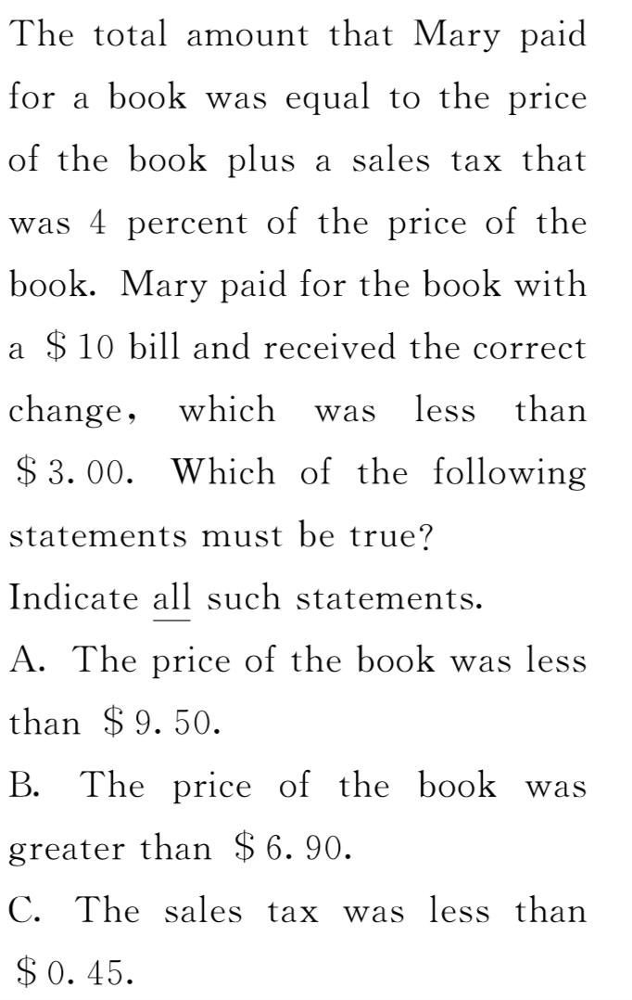 The total amount that Mary paid
for a book was equal to the price
of the book plus a sales tax that
was 4 percent of the price of the
book. Mary paid for the book with
a $ 10 bill and received the correct
change, which was less than
$ 3. 00. Which of the following
statements must be true?
Indicate all such statements.
A. The price of the book was less
than $ 9. 50.
B. The price of the book was
greater than $ 6. 90.
C. The sales tax was less than
$ 0. 45.